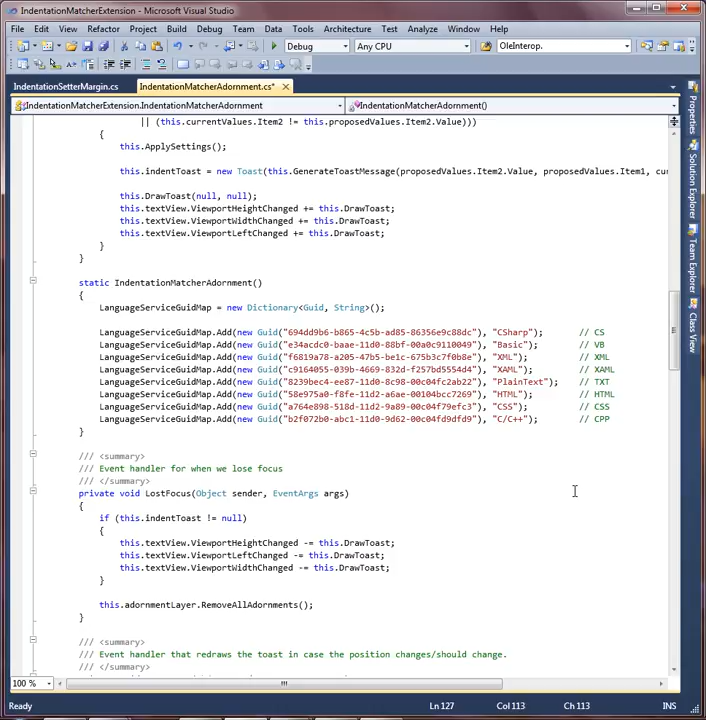 IndentationMatcherExtension - Microsoft Visual Studio
File Edit View Refactor Project Build Debug Team Data Tools Architecture Test Analyze Window Help
Debug Any CPU OleInterop.
IndentationSetterMargin.cs IndentationMatcherAdornment.cs*
IndentationMatcherExtension.IndentationMatcherAdornment IndentationMatcherAdornment()
|| (this.currentValues.Item2 != this.proposedValues.Item2.Value)))
{
this.ApplySettings();
this.indentToast = new Toast(this.GenerateToastMessage(proposedValues.Item2.Value, proposedValues.Item1, cu
this.DrawToast(null, null);
this.textView.ViewportHeightChanged += this.DrawToast;
this.textView.ViewportWidthChanged += this.DrawToast;
this.textView.ViewportLeftChanged += this.DrawToast;
}
}
static IndentationMatcherAdornment()
{
LanguageServiceGuidMap = new Dictionary<Guid, String>();
LanguageServiceGuidMap.Add(new Guid("694dd9b6-b865-4c5b-ad85-86356e9c88dc"), "CSharp"); // CS
LanguageServiceGuidMap.Add(new Guid("e34acdc0-baae-11d0-88bf-00a0c9110049"), "Basic"); // VB
LanguageServiceGuidMap.Add(new Guid("f6819a78-a205-47b5-be1c-675b3c7f0b8e"), "XML"); // XML
LanguageServiceGuidMap.Add(new Guid("c9164055-039b-4669-832d-f257bd5554d4"), "XAML"); // XAML
LanguageServiceGuidMap.Add(new Guid("8239bec4-ee87-11d0-8c98-00c04fc2ab22"), "PlainText"); // TXT
LanguageServiceGuidMap.Add(new Guid("58e975a0-f8fe-11d2-a6ae-00104bcc7269"), "HTML"); // HTML
LanguageServiceGuidMap.Add(new Guid("a764e898-518d-11d2-9a89-00c04f79efc3"), "CSS"); // CSS
LanguageServiceGuidMap.Add(new Guid("b2f072b0-abc1-11d0-9d62-00c04fd9dfd9"), "C/C++"); // CPP
}
/// <summary>
/// Event handler for when we lose focus
/// </summary>
private void LostFocus(Object sender, EventArgs args)
{
if (this.indentToast != null)
{
this.textView.ViewportHeightChanged -= this.DrawToast;
this.textView.ViewportLeftChanged -= this.DrawToast;
this.textView.ViewportWidthChanged -= this.DrawToast;
}
this.adornmentLayer.RemoveAllAdornments();
}
/// <summary>
/// Event handler that redraws the toast in case the position changes/should change.
/// </summary>
100 %
Ready Ln 127 Col 113 Ch 113 INS
Properties
Solution Explorer
Team Explorer
Class View